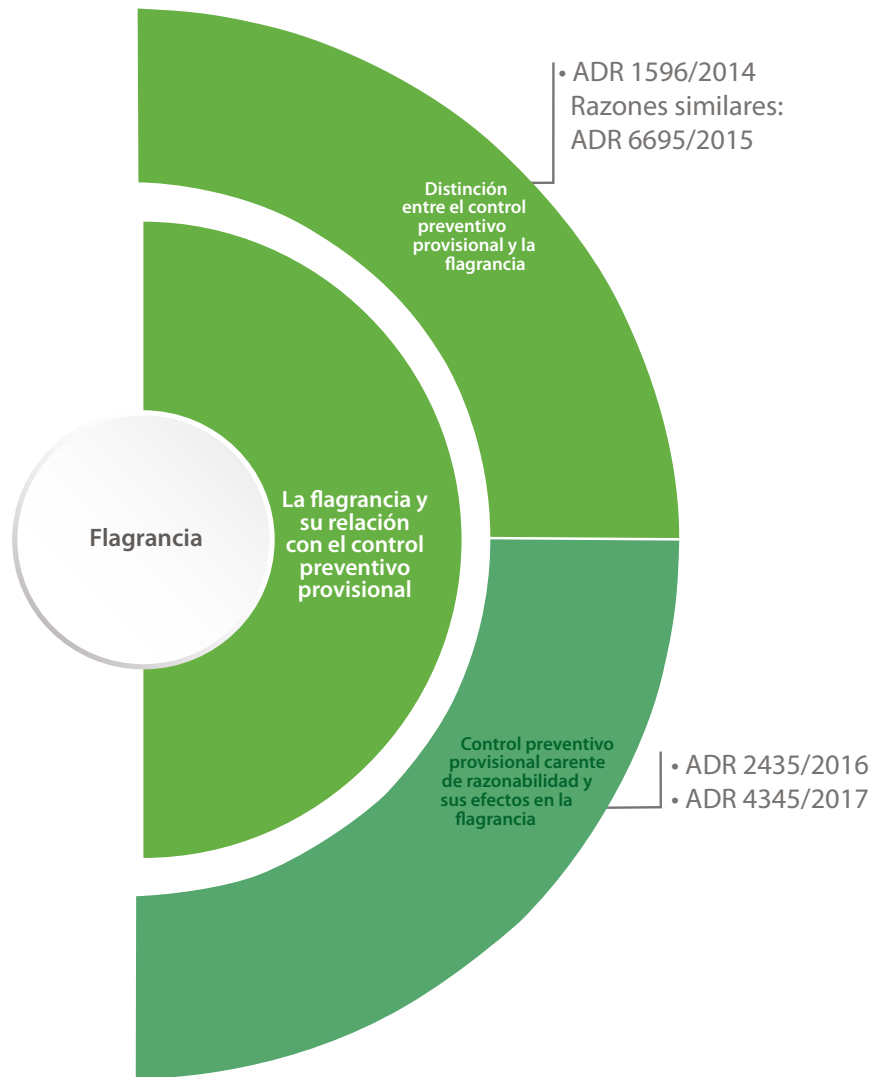 Flagrancia
La flagrancia y
su relación
con el control
preventivo
provisional
Distinción
entre el control
preventivo
provisional y la
flagrancia
• ADR 1596/2014
Razones similares:
ADR 6695/2015
Control preventivo
provisional carente
de razonabilidad y
sus efectos en la
flagrancia
• ADR 2435/2016
• ADR 4345/2017